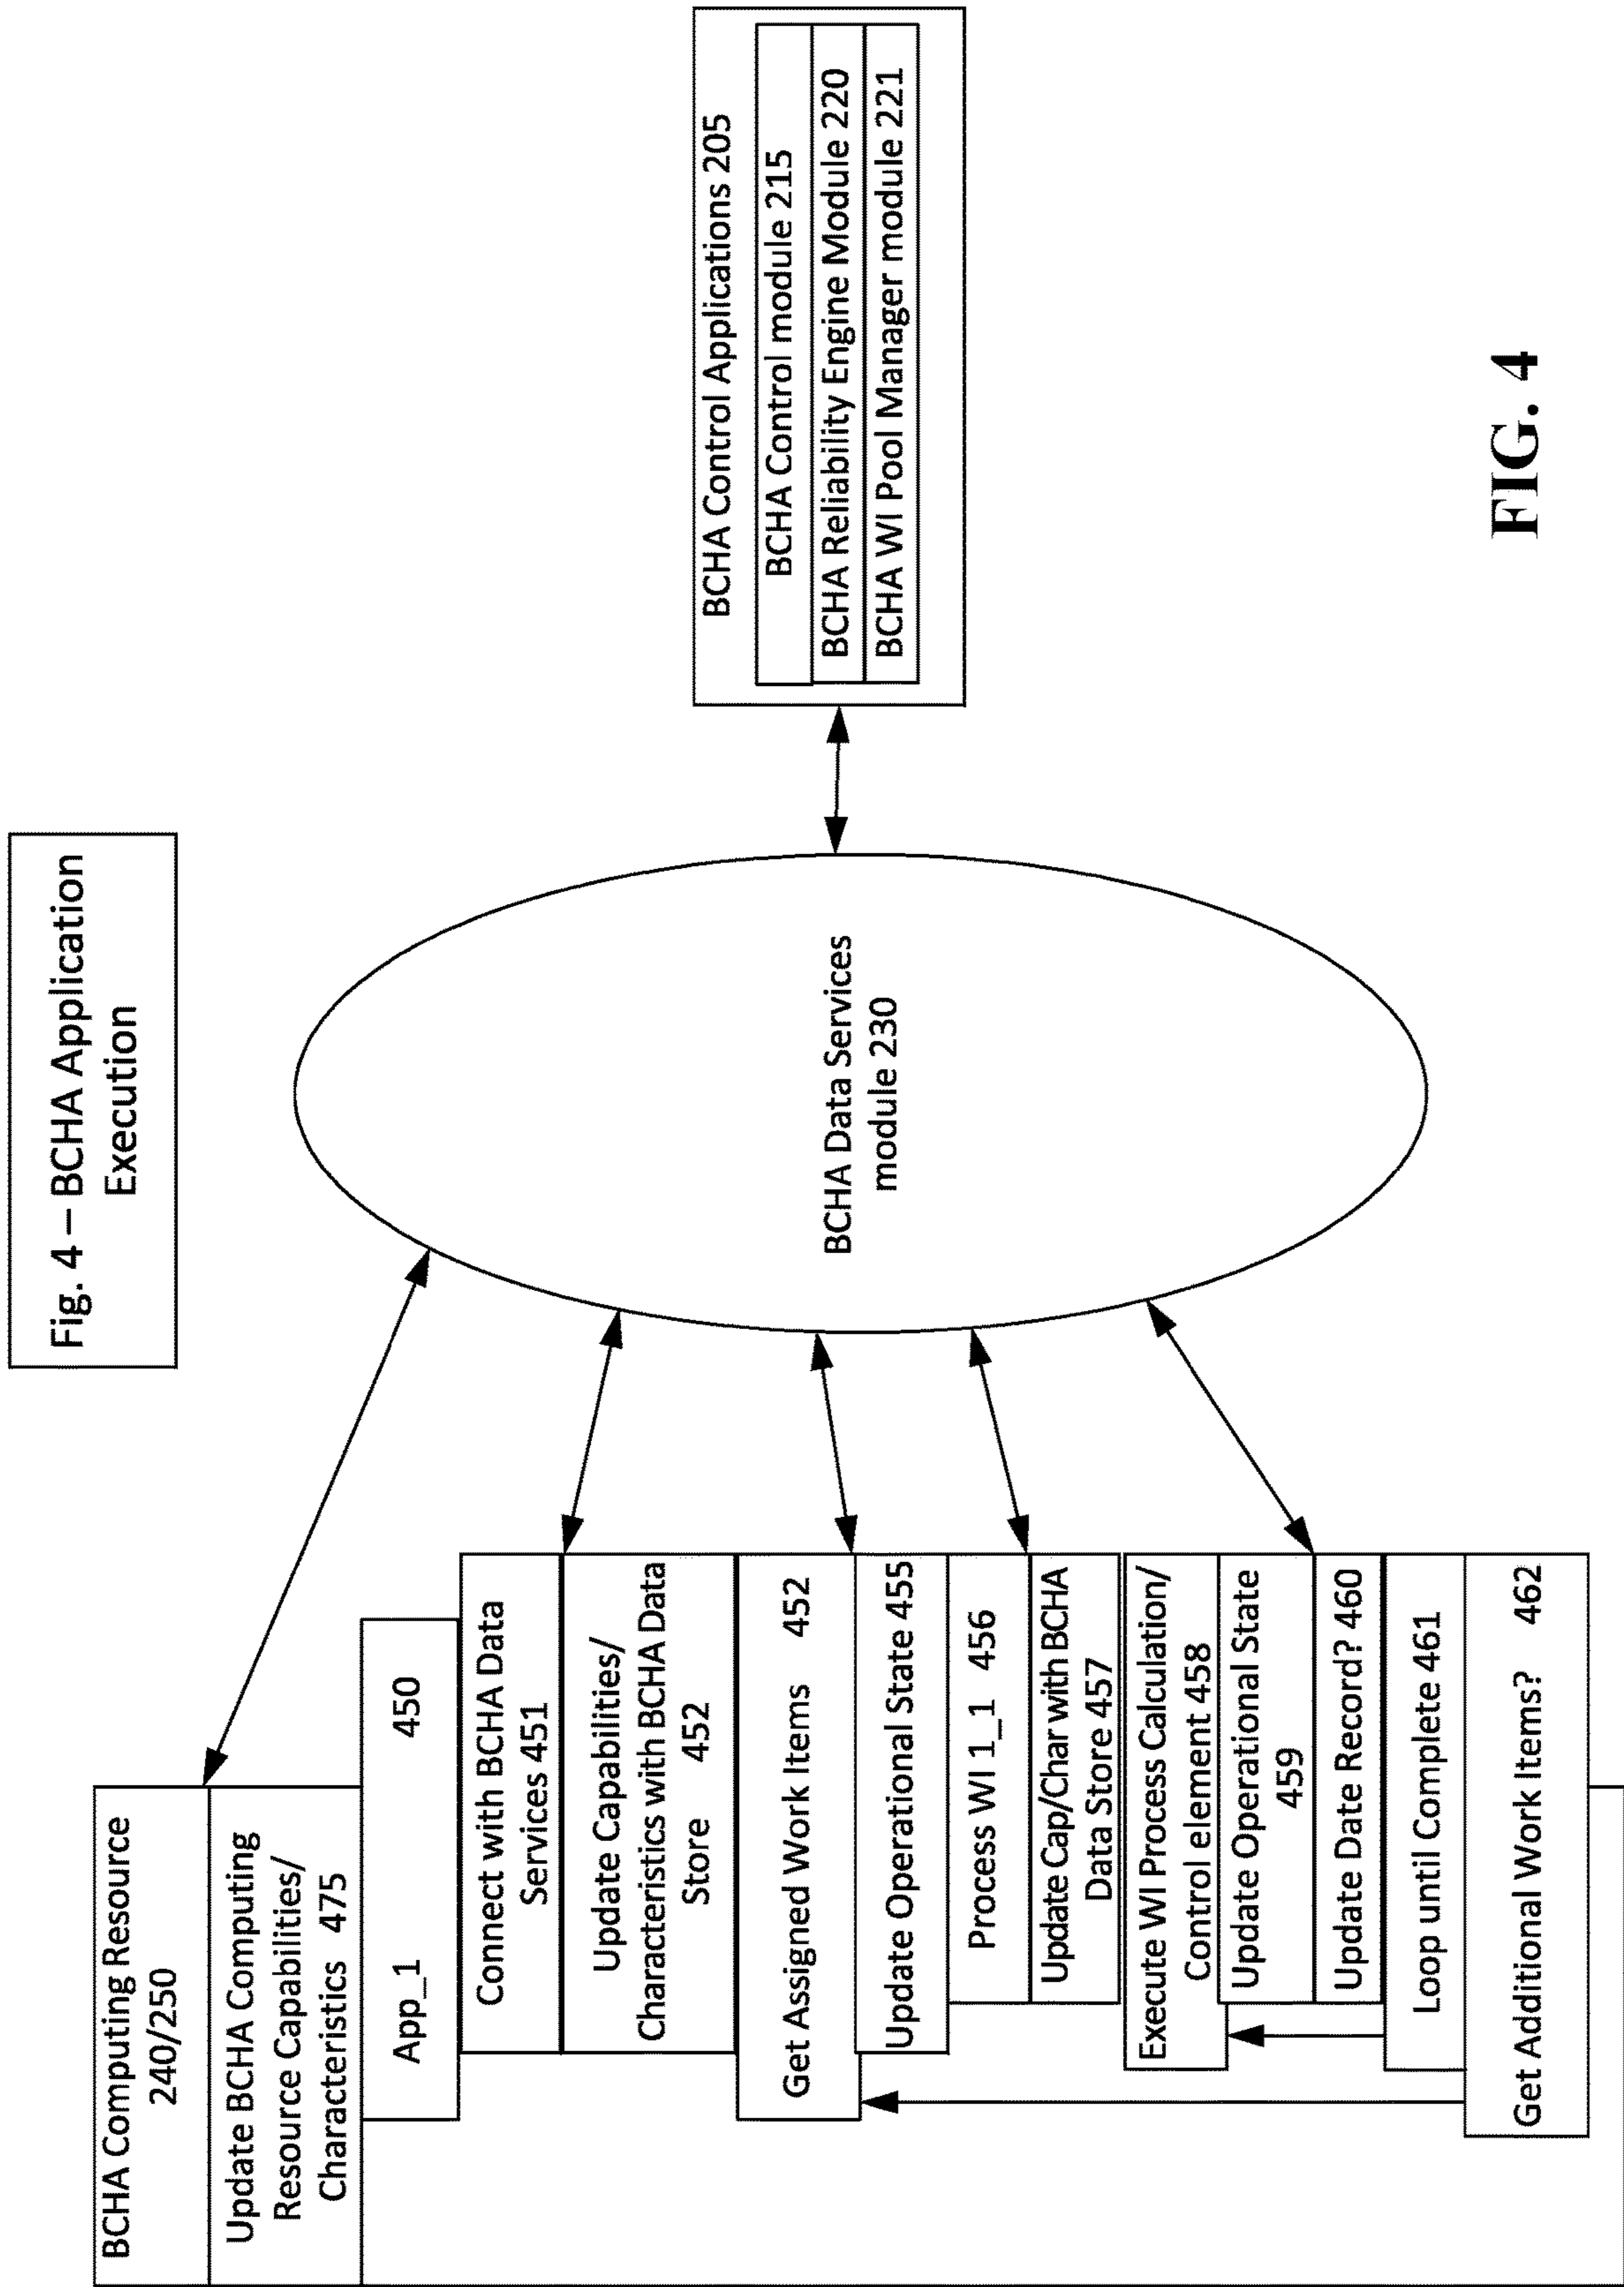 Fig. 4 – BCHA Application
Execution
BCHA Computing Resource
240/250
Update BCHA Computing
Resource Capabilities/
Characteristics 475
App_1 450
Connect with BCHA Data
Services 451
Update Capabilities/
Characteristics with BCHA Data
Store 452
Get Assigned Work Items 452
Update Operational State 455
Process WI 1_1 456
Update Cap/Char with BCHA
Data Store 457
Execute WI Process Calculation/
Control element 458
Update Operational State
459
Update Date Record? 460
Loop until Complete 461
Get Additional Work Items? 462
BCHA Data Services
module 230
BCHA Control Applications 205
BCHA Control module 215
BCHA Reliability Engine Module 220
BCHA WI Pool Manager module 221
FIG. 4